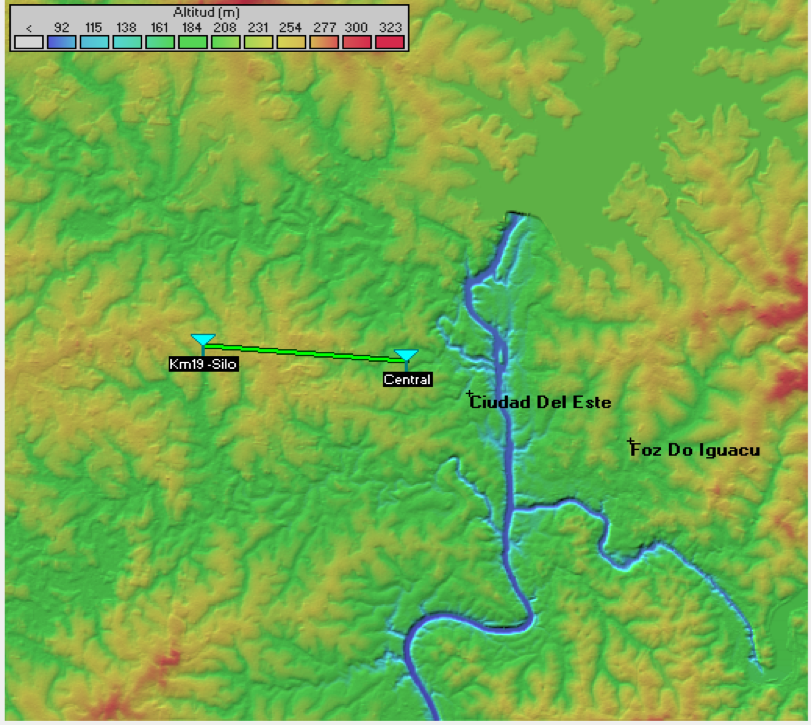 Altitud (m)
< 92 115 138 161 184 208 231 254 277 300 323
Km19 -Silo
Central
Ciudad Del Este
Foz Do Iguacu